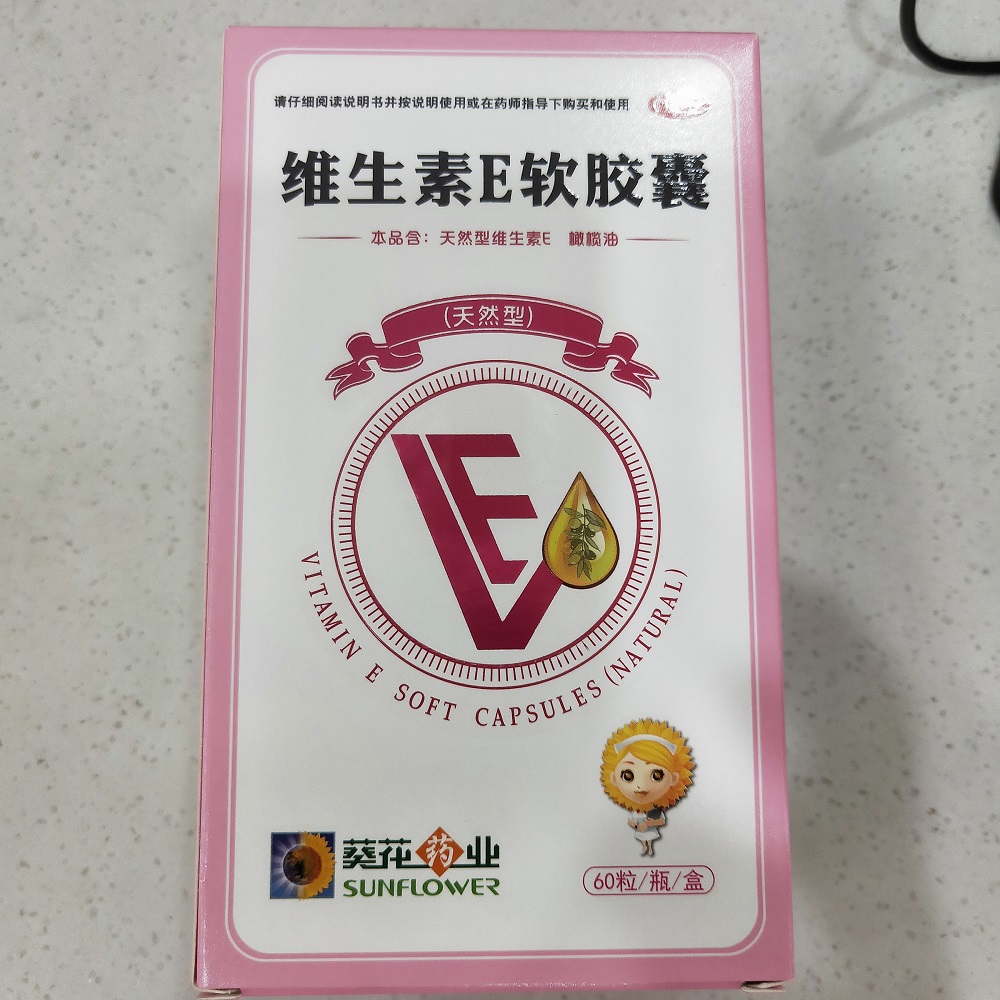 请仔细阅读说明书并按说明使用或在药师指导下购买和使用
维生素E软胶囊
本品含：天然型维生素E 橄榄油
(天然型)
VE
VITAMIN E SOFT CAPSULES(NATURAL)
葵花药业
SUNFLOWER
60粒/瓶/盒